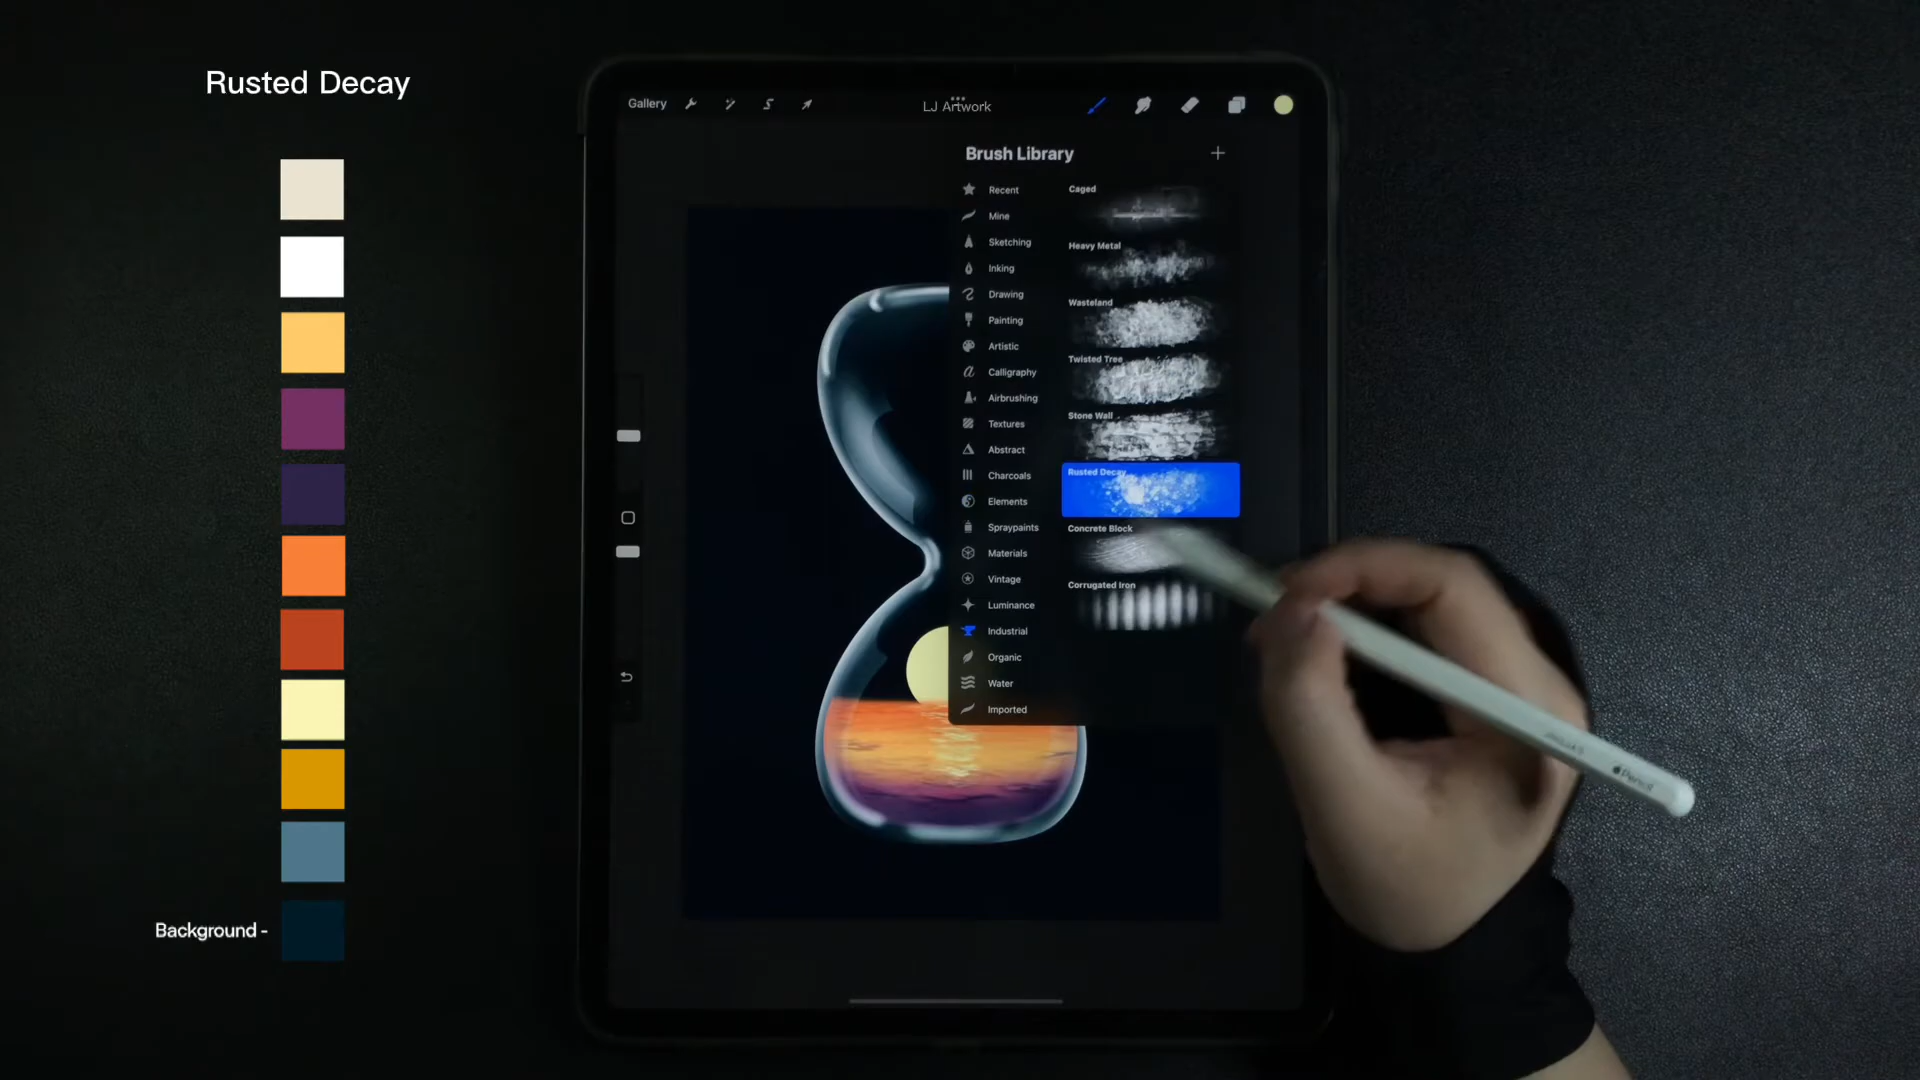 Rusted Decay
Background -
Gallery
LJ Artwork
Brush Library
Recent
Mine
Sketching
Inking
Drawing
Painting
Artistic
Calligraphy
Airbrushing
Textures
Abstract
Charcoals
Elements
Spraypaints
Materials
Vintage
Luminance
Industrial
Organic
Water
Imported
Caged
Heavy Metal
Wasteland
Twisted Tree
Stone Wall
Rusted Decay
Concrete Block
Corrugated Iron
Pencil